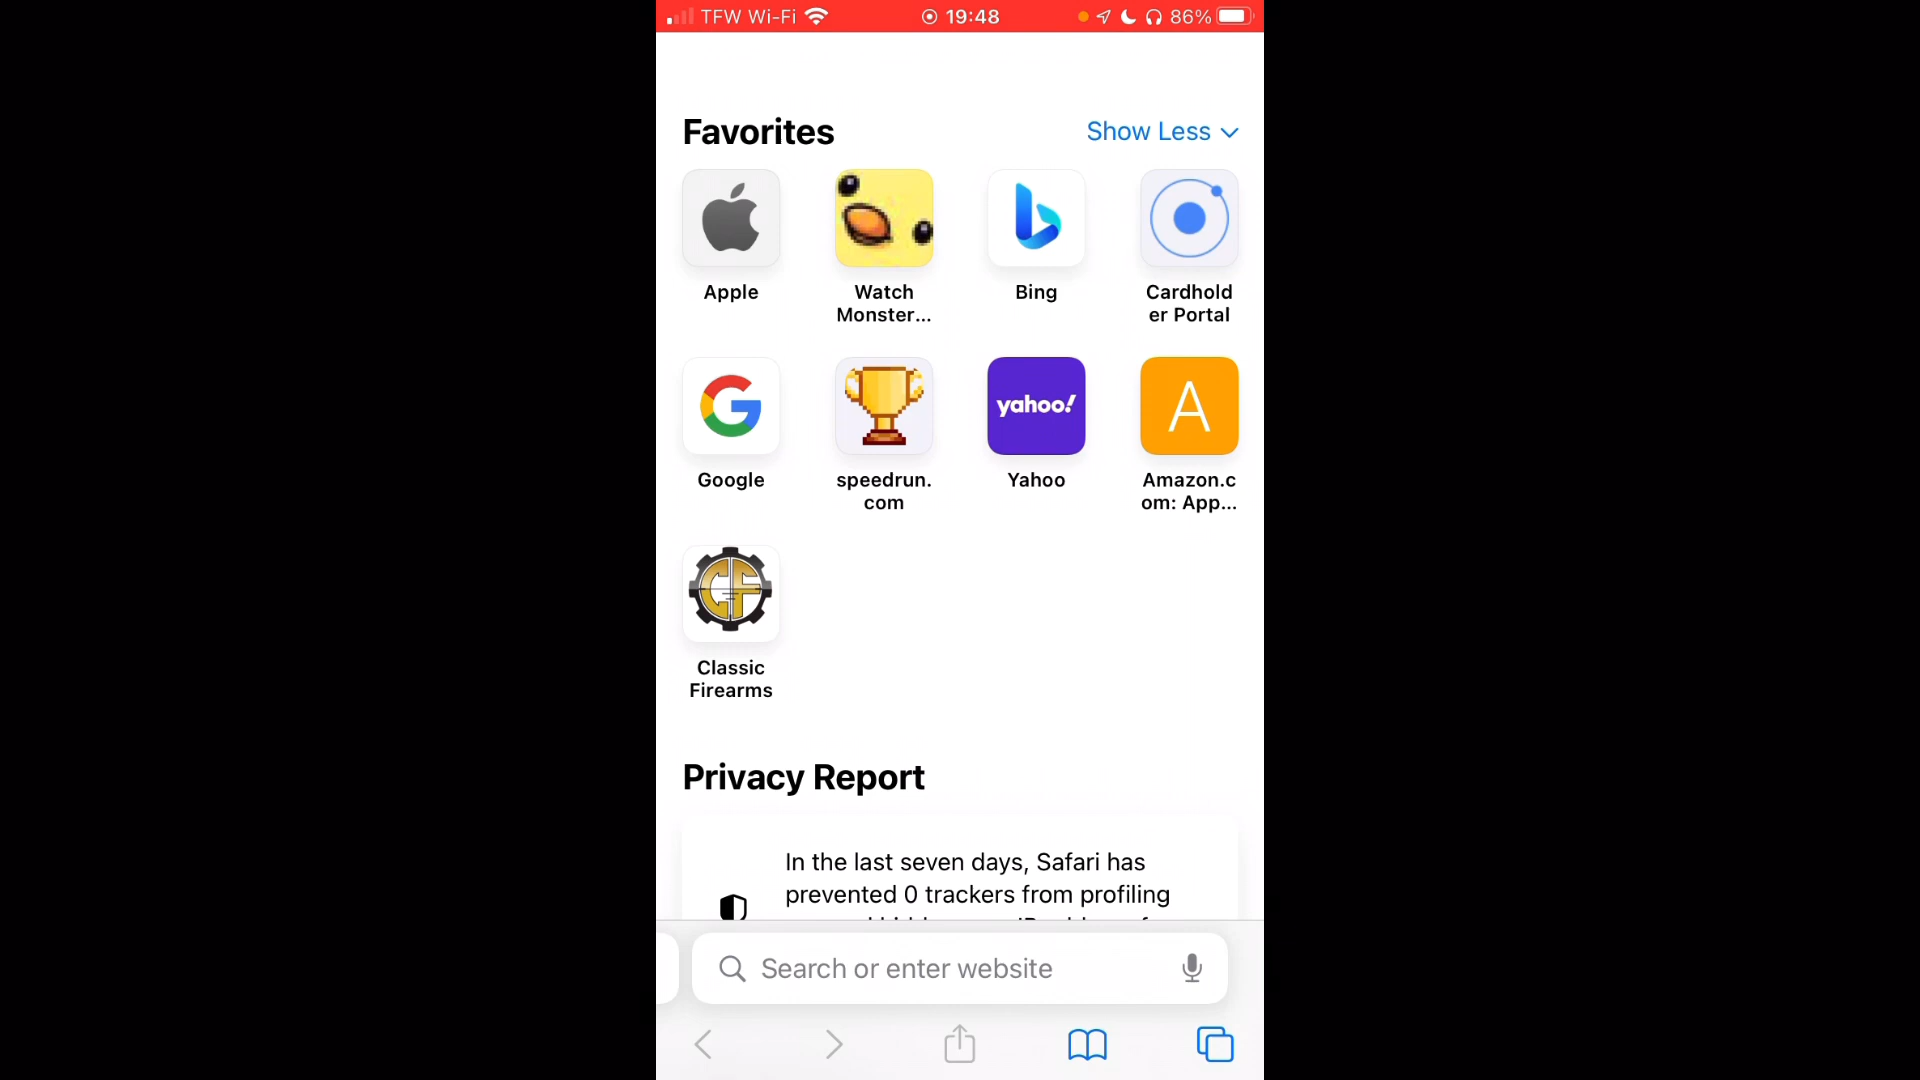 TFW Wi-Fi 19:48 86%
Favorites Show Less
Apple Watch Bing Cardhold
Monster... er Portal
yahoo! A
Google speedrun. Yahoo Amazon.c
com om: App...
CF
Classic
Firearms
Privacy Report
In the last seven days, Safari has
prevented 0 trackers from profiling
Search or enter website